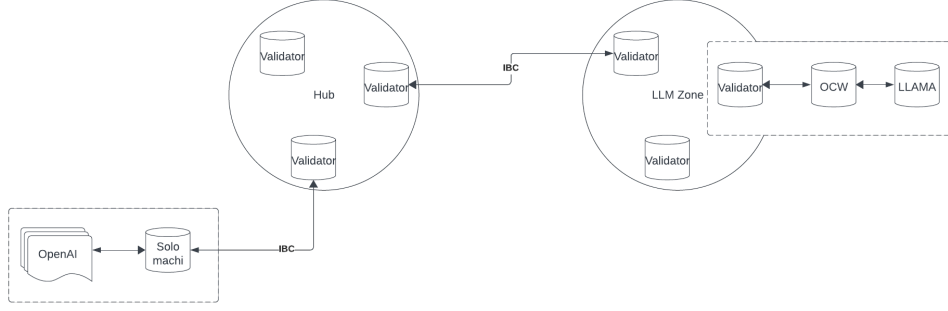 Validator
Validator
Hub
Validator
IBC
Validator
LLM Zone
Validator
OCW
LLAMA
Validator
OpenAI
Solo
machi
IBC